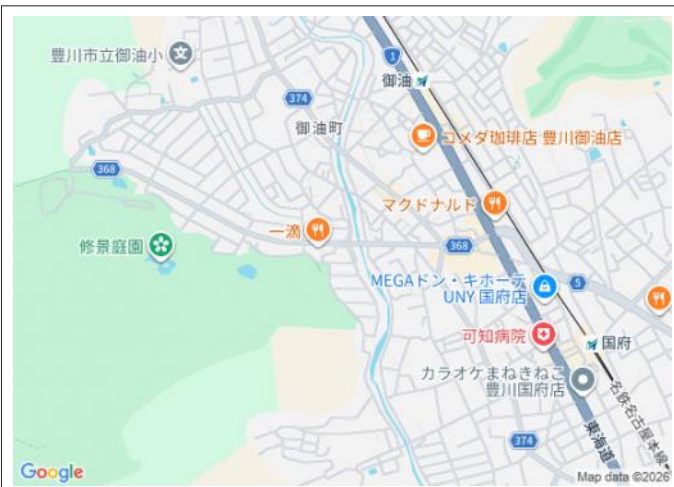 豊川市立御油小
1
御油
374
御油町
コメダ珈琲店 豊川御油店
368
マクドナルド
一滴
修景庭園
368
MEGAドン・キホーテ
UNY 国府店
5
可知病院
国府
カラオケまねきねこ
豊川国府店
名鉄名古屋本線
東海道
374
Google
Map data ©2026